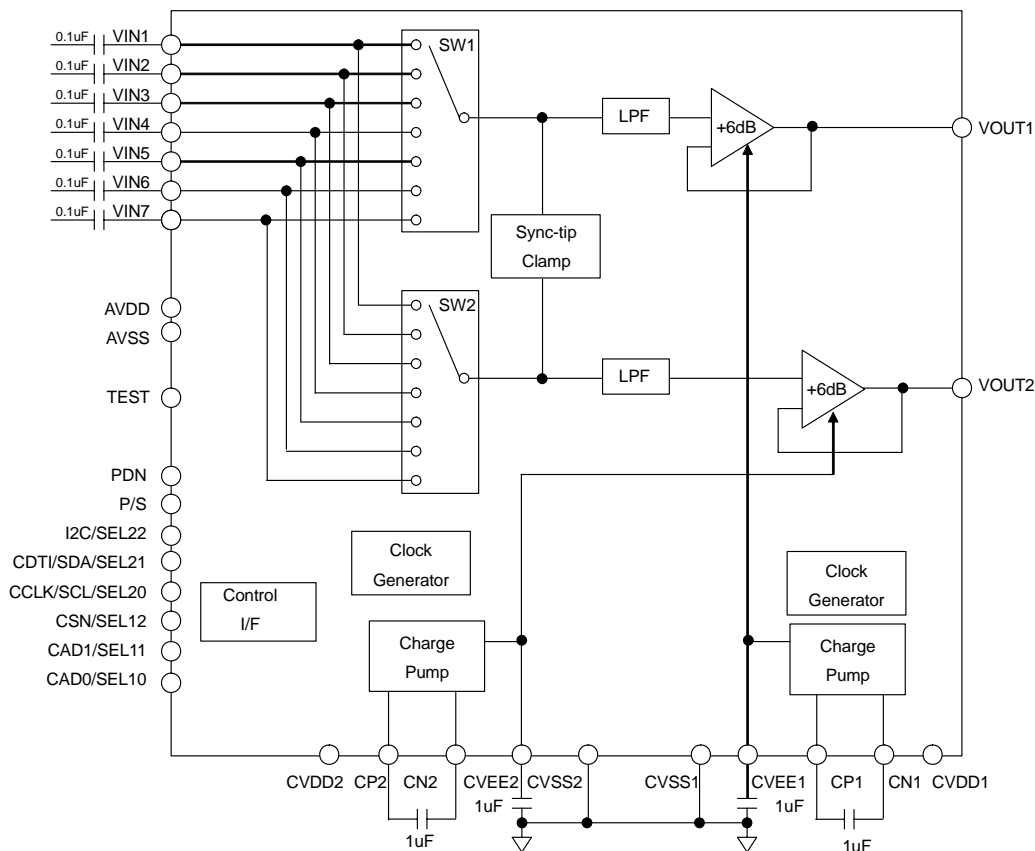 0.1uF VIN1
0.1uF VIN2
0.1uF VIN3
0.1uF VIN4
0.1uF VIN5
0.1uF VIN6
0.1uF VIN7
SW1
LPF
+6dB
VOUT1
Sync-tip
Clamp
AVDD
AVSS
TEST
SW2
LPF
+6dB
VOUT2
PDN
P/S
I2C/SEL22
CDTI/SDA/SEL21
CCLK/SCL/SEL20
CSN/SEL12
CAD1/SEL11
CAD0/SEL10
Control
I/F
Clock
Generator
Charge
Pump
Clock
Generator
Charge
Pump
CVDD2 CP2 CN2 CVEE2 CVSS2 CVSS1 CVEE1 CP1 CN1 CVDD1
1uF 1uF
1uF 1uF